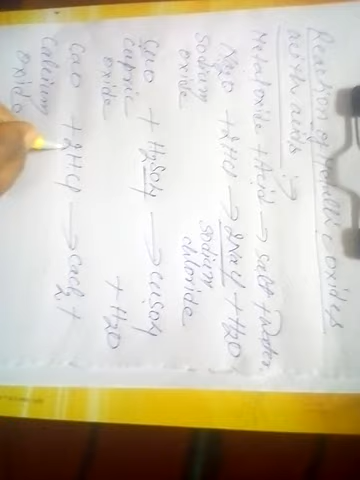 Reaction of Metallic oxides
with acids :→
Metal oxide + Acid → salt + Water
Na2O + 2HCl → 2NaCl + H2O
Sodium oxide Sodium chloride
CuO + H2SO4 → CuSO4
cupric oxide + H2O
CaO + 2HCl → CaCl2 +
Calcium
oxide